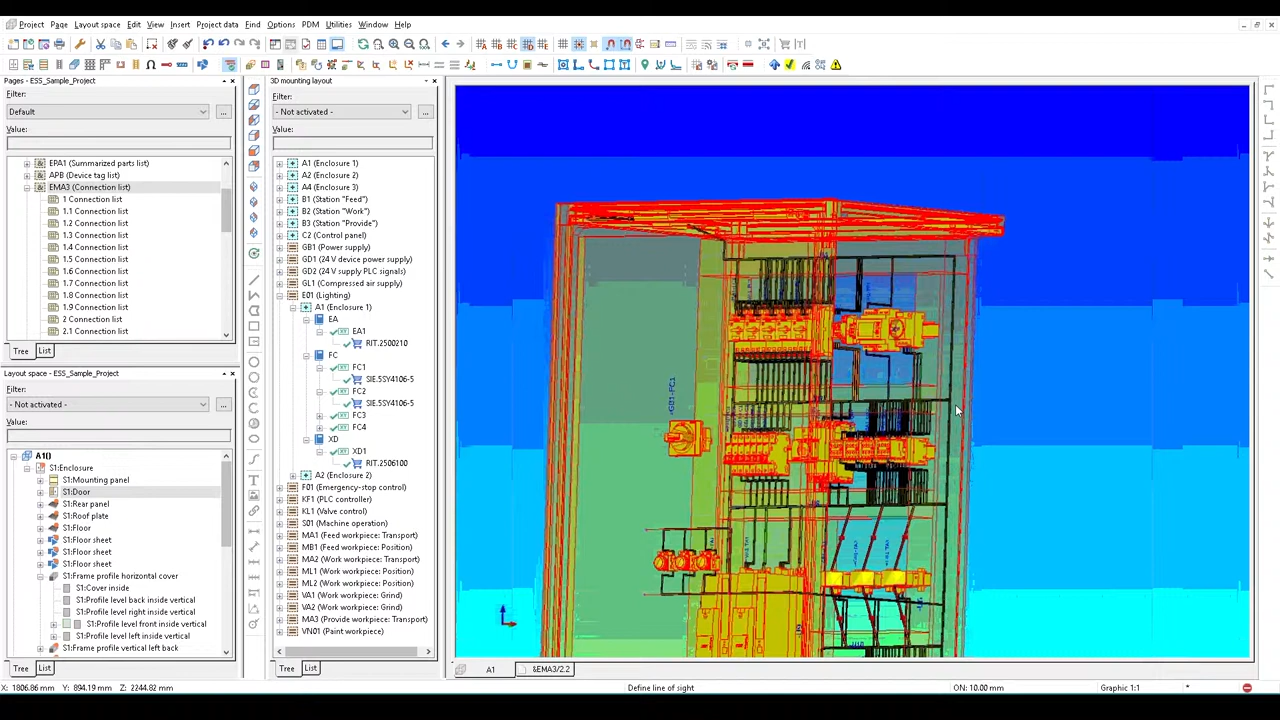 Project Page Layout space Edit View Insert Project data Find Options PDM Utilities Window Help
Pages - ESS_Sample_Project
Filter:
Default
...
Value:
EPA1 (Summarized parts list)
APB (Device tag list)
EMA3 (Connection list)
1 Connection list
1.1 Connection list
1.2 Connection list
1.3 Connection list
1.4 Connection list
1.5 Connection list
1.6 Connection list
1.7 Connection list
1.8 Connection list
1.9 Connection list
2 Connection list
2.1 Connection list
Tree List
Layout space - ESS_Sample_Project
Filter:
- Not activated -
...
Value:
A1()
S1:Enclosure
S1:Mounting panel
S1:Door
S1:Rear panel
S1:Roof plate
S1:Floor
S1:Floor sheet
S1:Floor sheet
S1:Floor sheet
S1:Frame profile horizontal cover
S1:Cover inside
S1:Profile level back inside vertical
S1:Profile level right inside vertical
S1:Profile level front inside vertical
S1:Profile level left inside vertical
S1:Frame profile vertical left back
Tree List
3D mounting layout
Filter:
- Not activated -
...
Value:
A1 (Enclosure 1)
A2 (Enclosure 2)
A4 (Enclosure 3)
B1 (Station "Feed")
B2 (Station "Work")
B3 (Station "Provide")
C2 (Control panel)
GB1 (Power supply)
GD1 (24 V device power supply)
GD2 (24 V supply PLC signals)
GL1 (Compressed air supply)
E01 (Lighting)
A1 (Enclosure 1)
EA
EA1
RIT.2500210
FC
FC1
SIE.5SY4106-5
FC2
SIE.5SY4106-5
FC3
FC4
XD
XD1
RIT.2506100
A2 (Enclosure 2)
F01 (Emergency-stop control)
KF1 (PLC controller)
KL1 (Valve control)
S01 (Machine operation)
MA1 (Feed workpiece: Transport)
MB1 (Feed workpiece: Position)
MA2 (Work workpiece: Transport)
ML1 (Work workpiece: Position)
ML2 (Work workpiece: Position)
VA1 (Work workpiece: Grind)
VA2 (Work workpiece: Grind)
MA3 (Provide workpiece: Transport)
VN01 (Paint workpiece)
Tree List
+GB1-FC1
A1 &EMA3/2.2
X: 1806.86 mm Y: 894.19 mm Z: 2244.82 mm Define line of sight ON: 10.00 mm Graphic 1:1 *